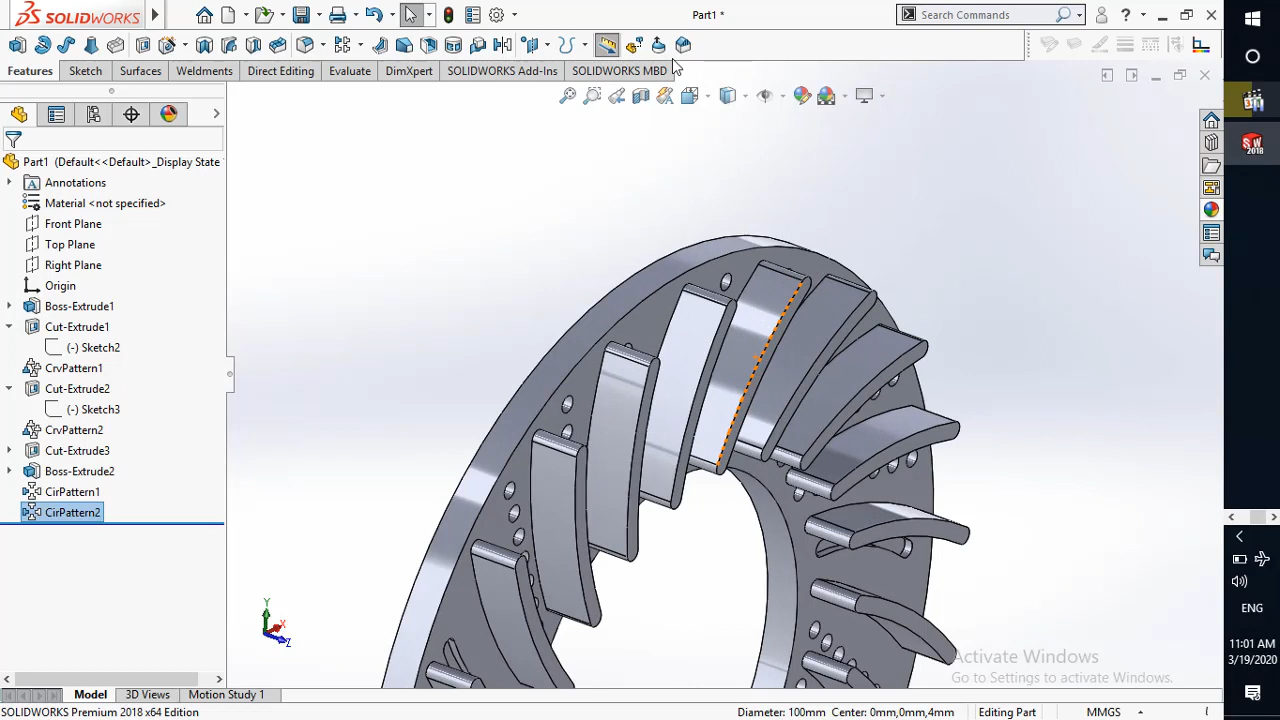 SOLIDWORKS
Part1 *
Search Commands
?
Features
Sketch
Surfaces
Weldments
Direct Editing
Evaluate
DimXpert
SOLIDWORKS Add-Ins
SOLIDWORKS MBD
Part1 (Default<<Default>_Display State
Annotations
Material <not specified>
Front Plane
Top Plane
Right Plane
Origin
Boss-Extrude1
Cut-Extrude1
(-) Sketch2
CrvPattern1
Cut-Extrude2
(-) Sketch3
CrvPattern2
Cut-Extrude3
Boss-Extrude2
CirPattern1
CirPattern2
Y
X
Z
Activate Windows
Go to Settings to activate Windows.
Model
3D Views
Motion Study 1
SOLIDWORKS Premium 2018 x64 Edition
Diameter: 100mm Center: 0mm,0mm,4mm
Editing Part
MMGS
SW
2018
ENG
11:01 AM
3/19/2020